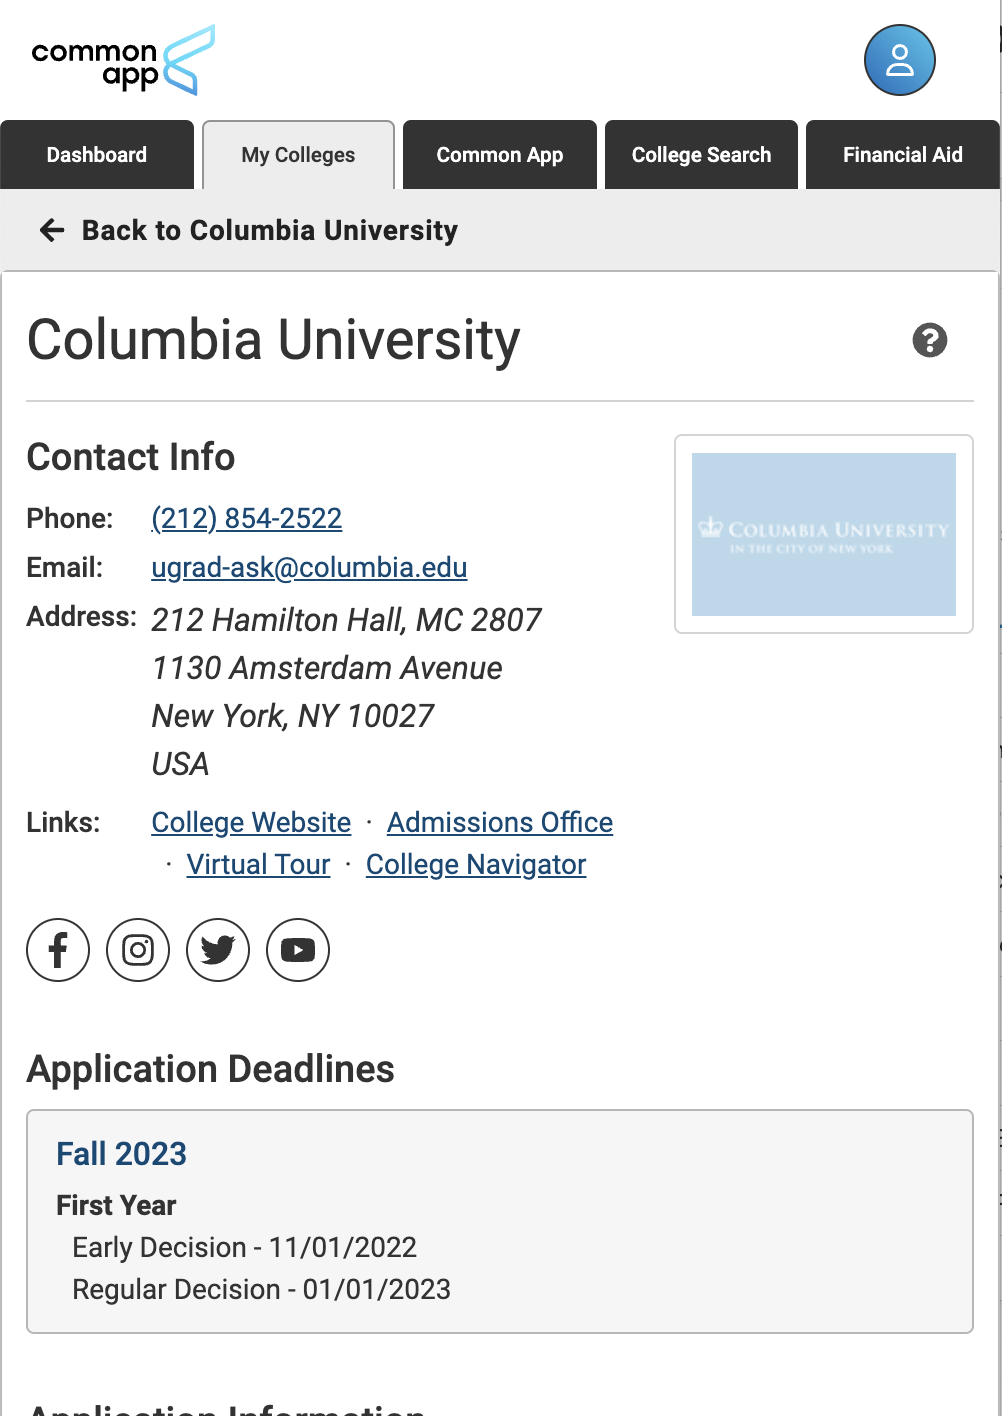 common
app
Dashboard
My Colleges
Common App
College Search
Financial Aid
Back to Columbia University
Columbia University
?
Contact Info
Phone: (212) 854-2522
Email: ugrad-ask@columbia.edu
Address: 212 Hamilton Hall, MC 2807
1130 Amsterdam Avenue
New York, NY 10027
USA
COLUMBIA UNIVERSITY
IN THE CITY OF NEW YORK
Links: College Website · Admissions Office
· Virtual Tour · College Navigator
Application Deadlines
Fall 2023
First Year
Early Decision - 11/01/2022
Regular Decision - 01/01/2023
Application Information